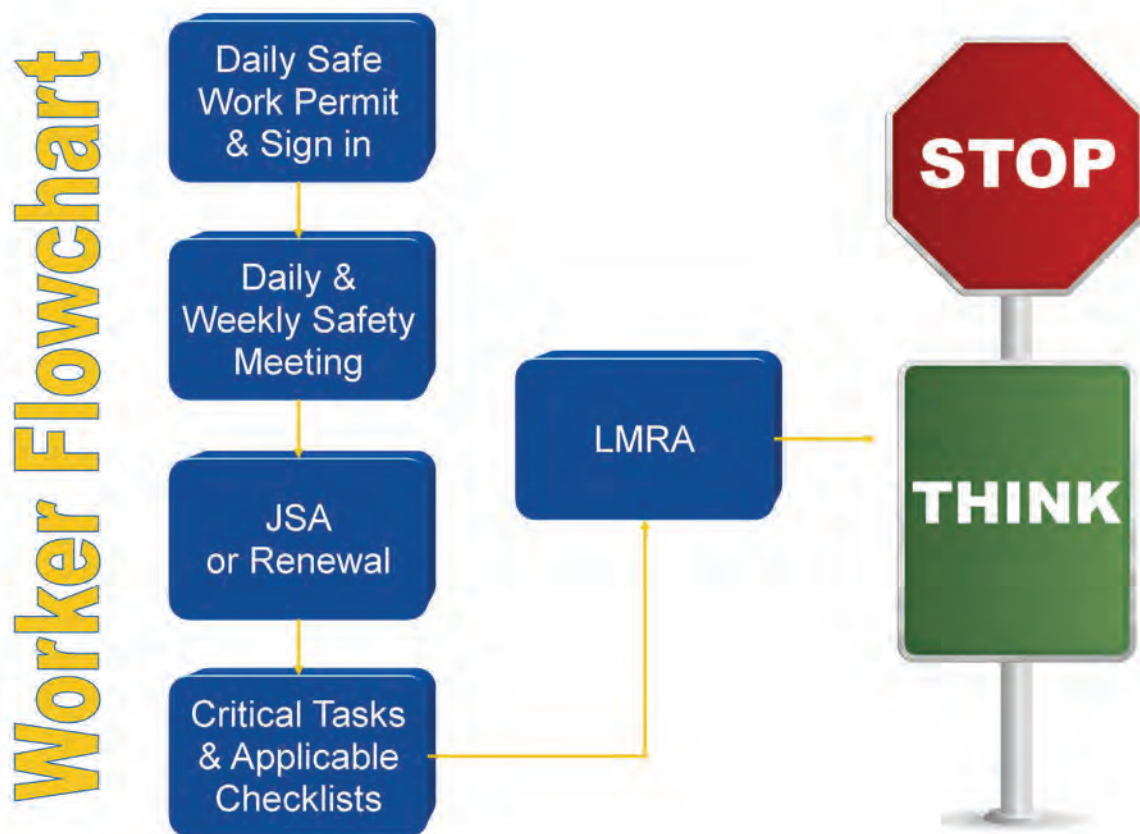 Worker Flowchart
Daily Safe
Work Permit
& Sign in
Daily &
Weekly Safety
Meeting
JSA
or Renewal
Critical Tasks
& Applicable
Checklists
LMRA
STOP
THINK